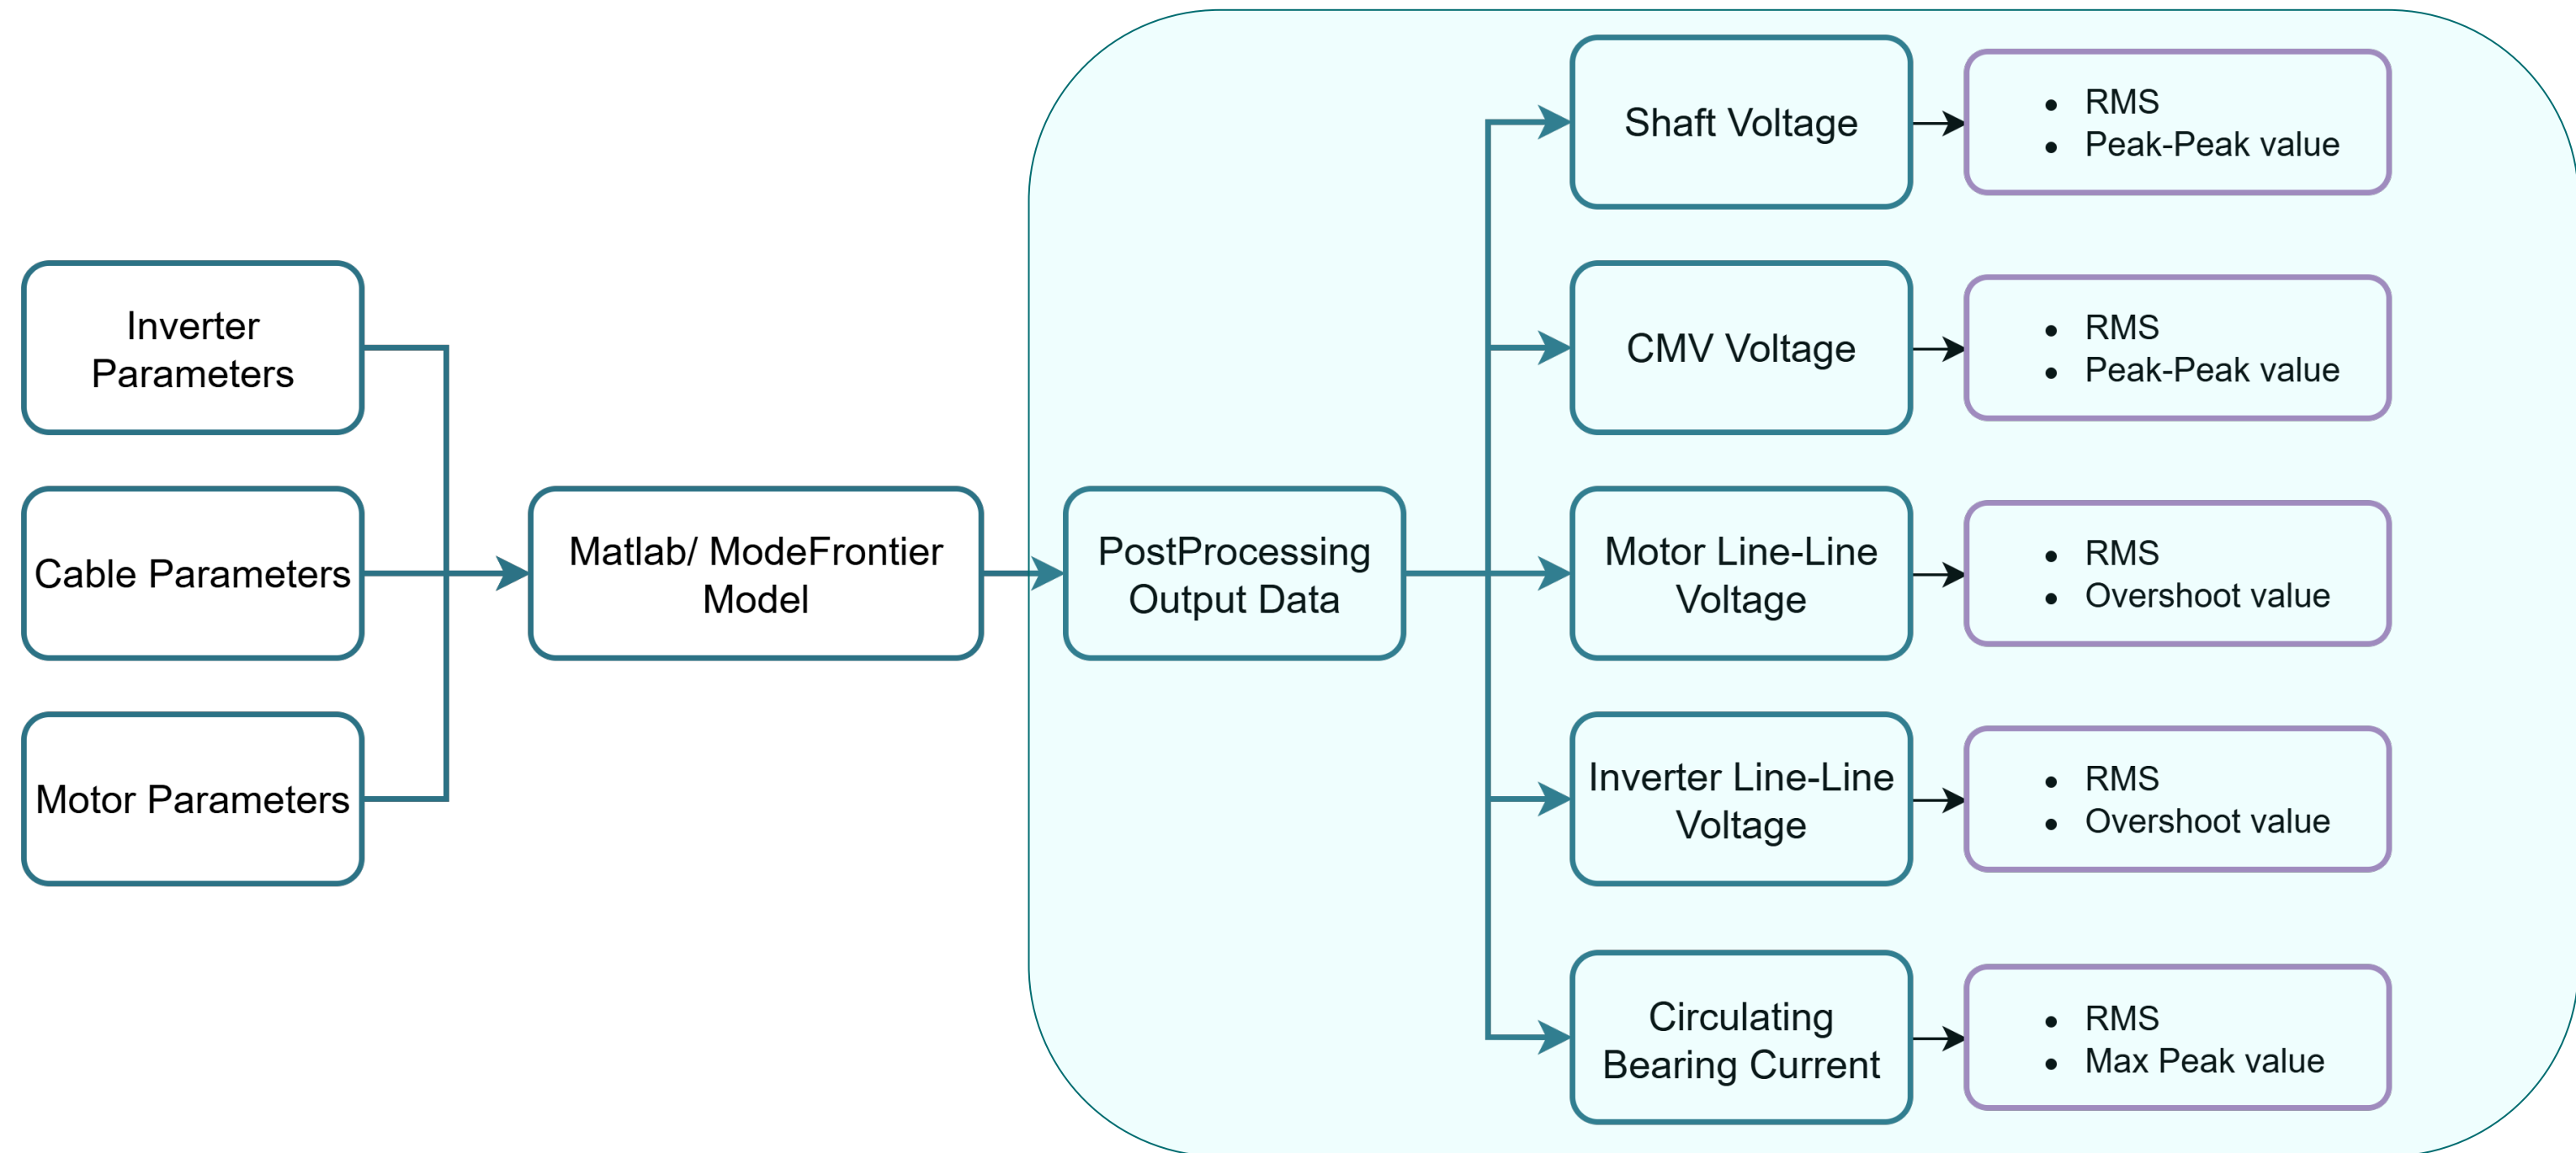 Inverter
Parameters
Cable Parameters
Motor Parameters
Matlab/ ModeFrontier
Model
PostProcessing
Output Data
Shaft Voltage
• RMS
• Peak-Peak value
CMV Voltage
• RMS
• Peak-Peak value
Motor Line-Line
Voltage
• RMS
• Overshoot value
Inverter Line-Line
Voltage
• RMS
• Overshoot value
Circulating
Bearing Current
• RMS
• Max Peak value